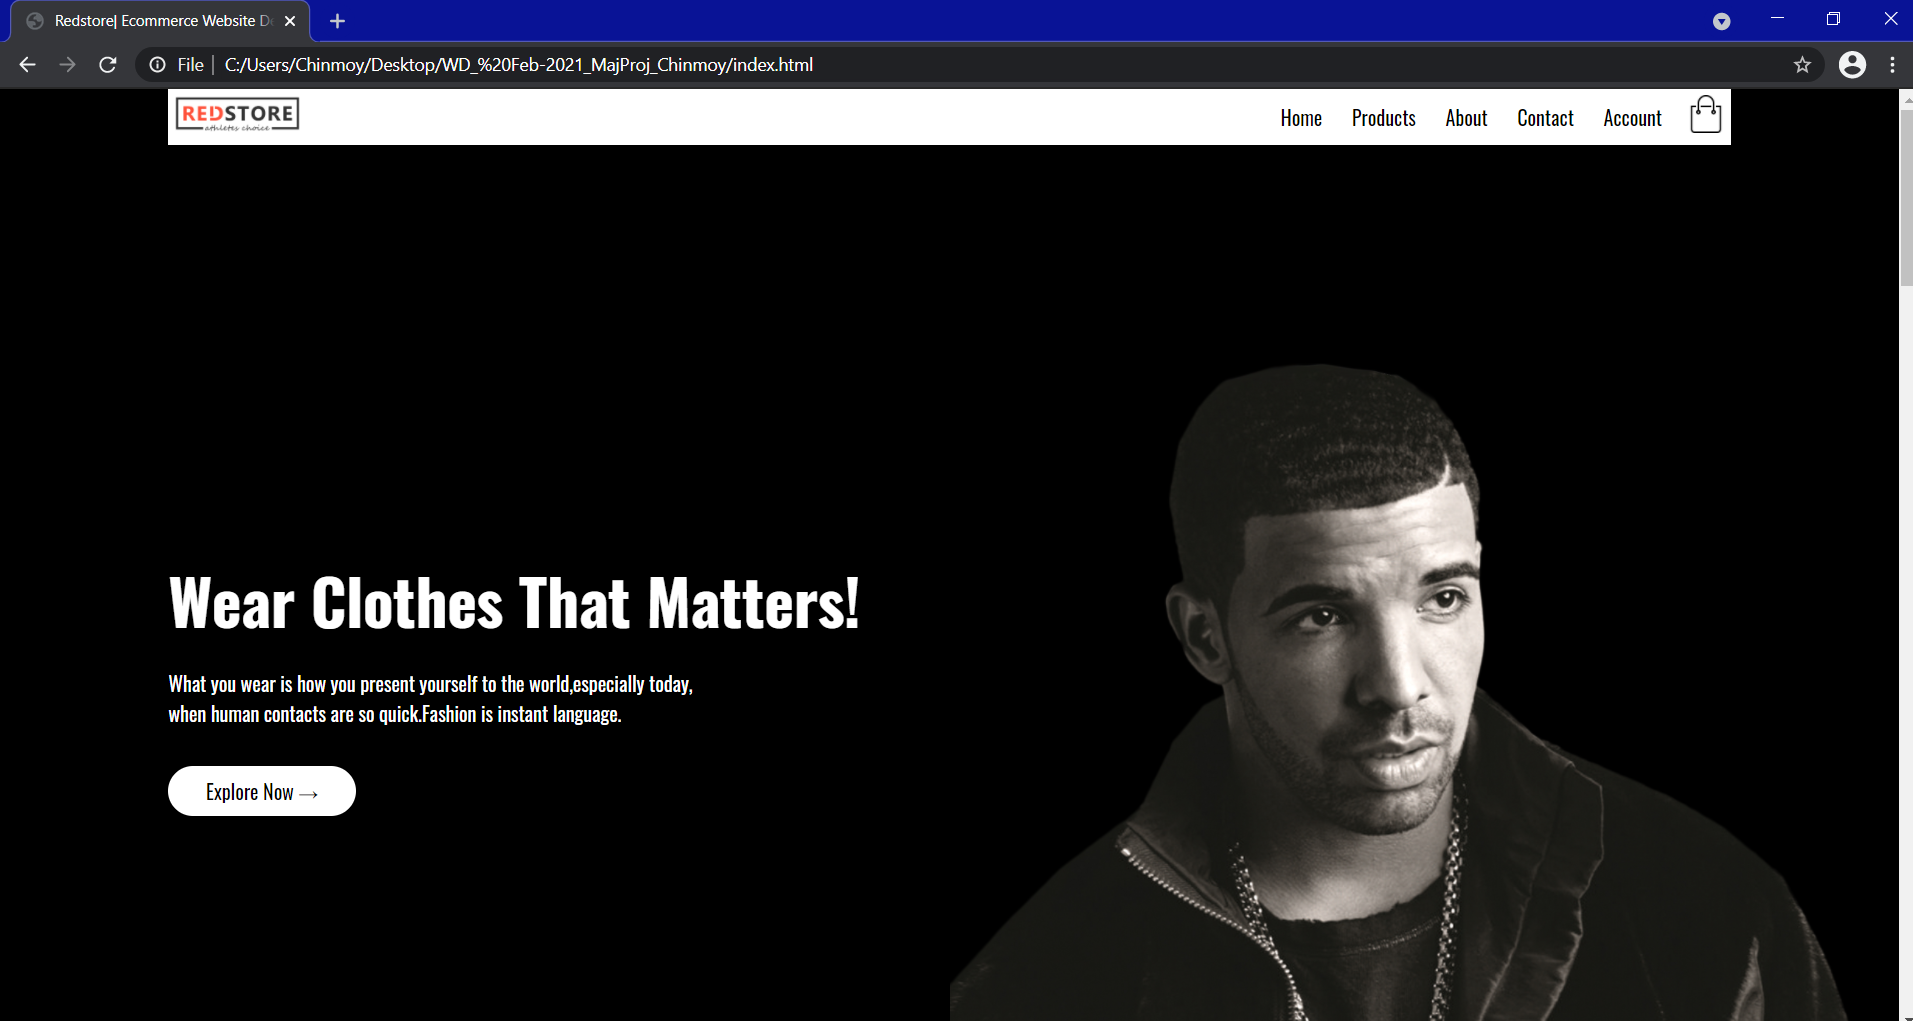 Redstore| Ecommerce Website De
File
C:/Users/Chinmoy/Desktop/WD_%20Feb-2021_MajProj_Chinmoy/index.html
REDSTORE
athletes choice
Home Products About Contact Account
Wear Clothes That Matters!
What you wear is how you present yourself to the world,especially today,
when human contacts are so quick.Fashion is instant language.
Explore Now →